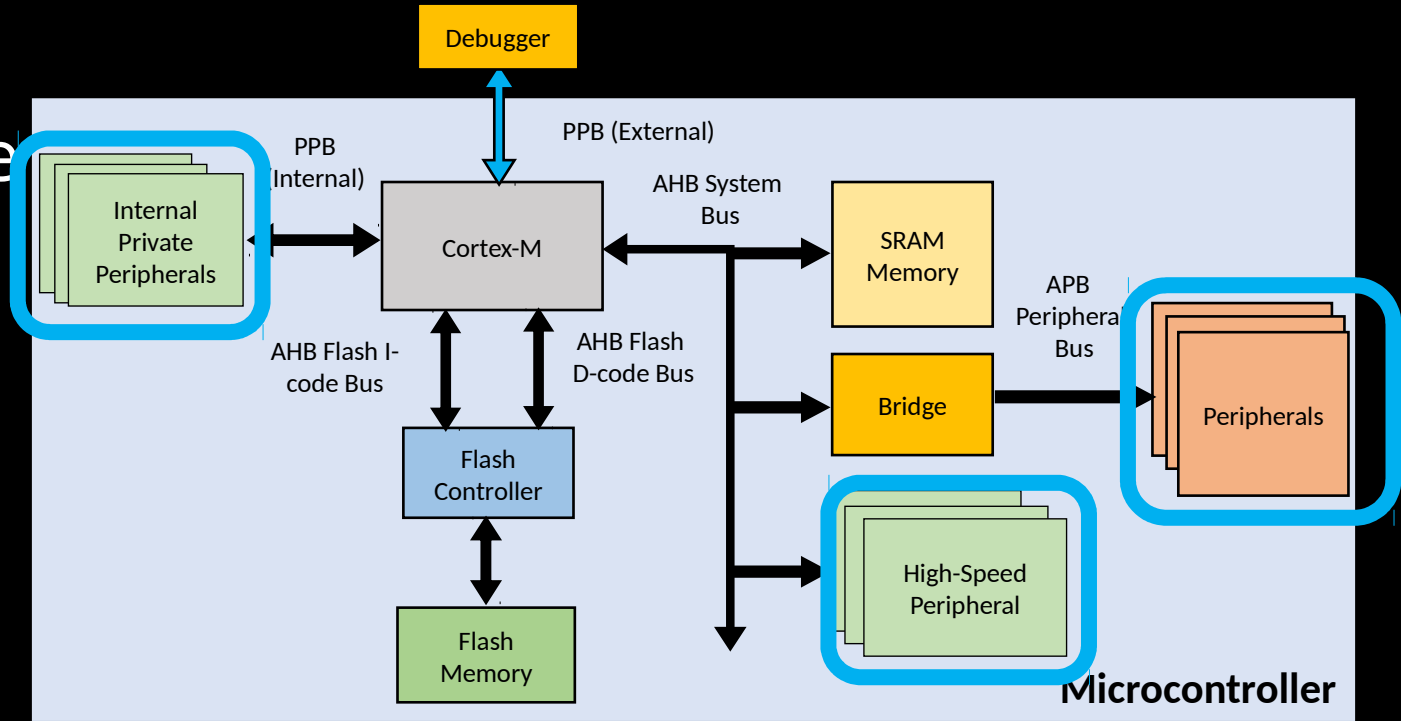 Debugger
PPB (External)
e
PPB
(Internal)
Internal
Private
Peripherals
Cortex-M
AHB System
Bus
SRAM
Memory
APB
Peripheral
Bus
AHB Flash I-
code Bus
AHB Flash
D-code Bus
Bridge
Peripherals
Flash
Controller
High-Speed
Peripheral
Flash
Memory
Microcontroller